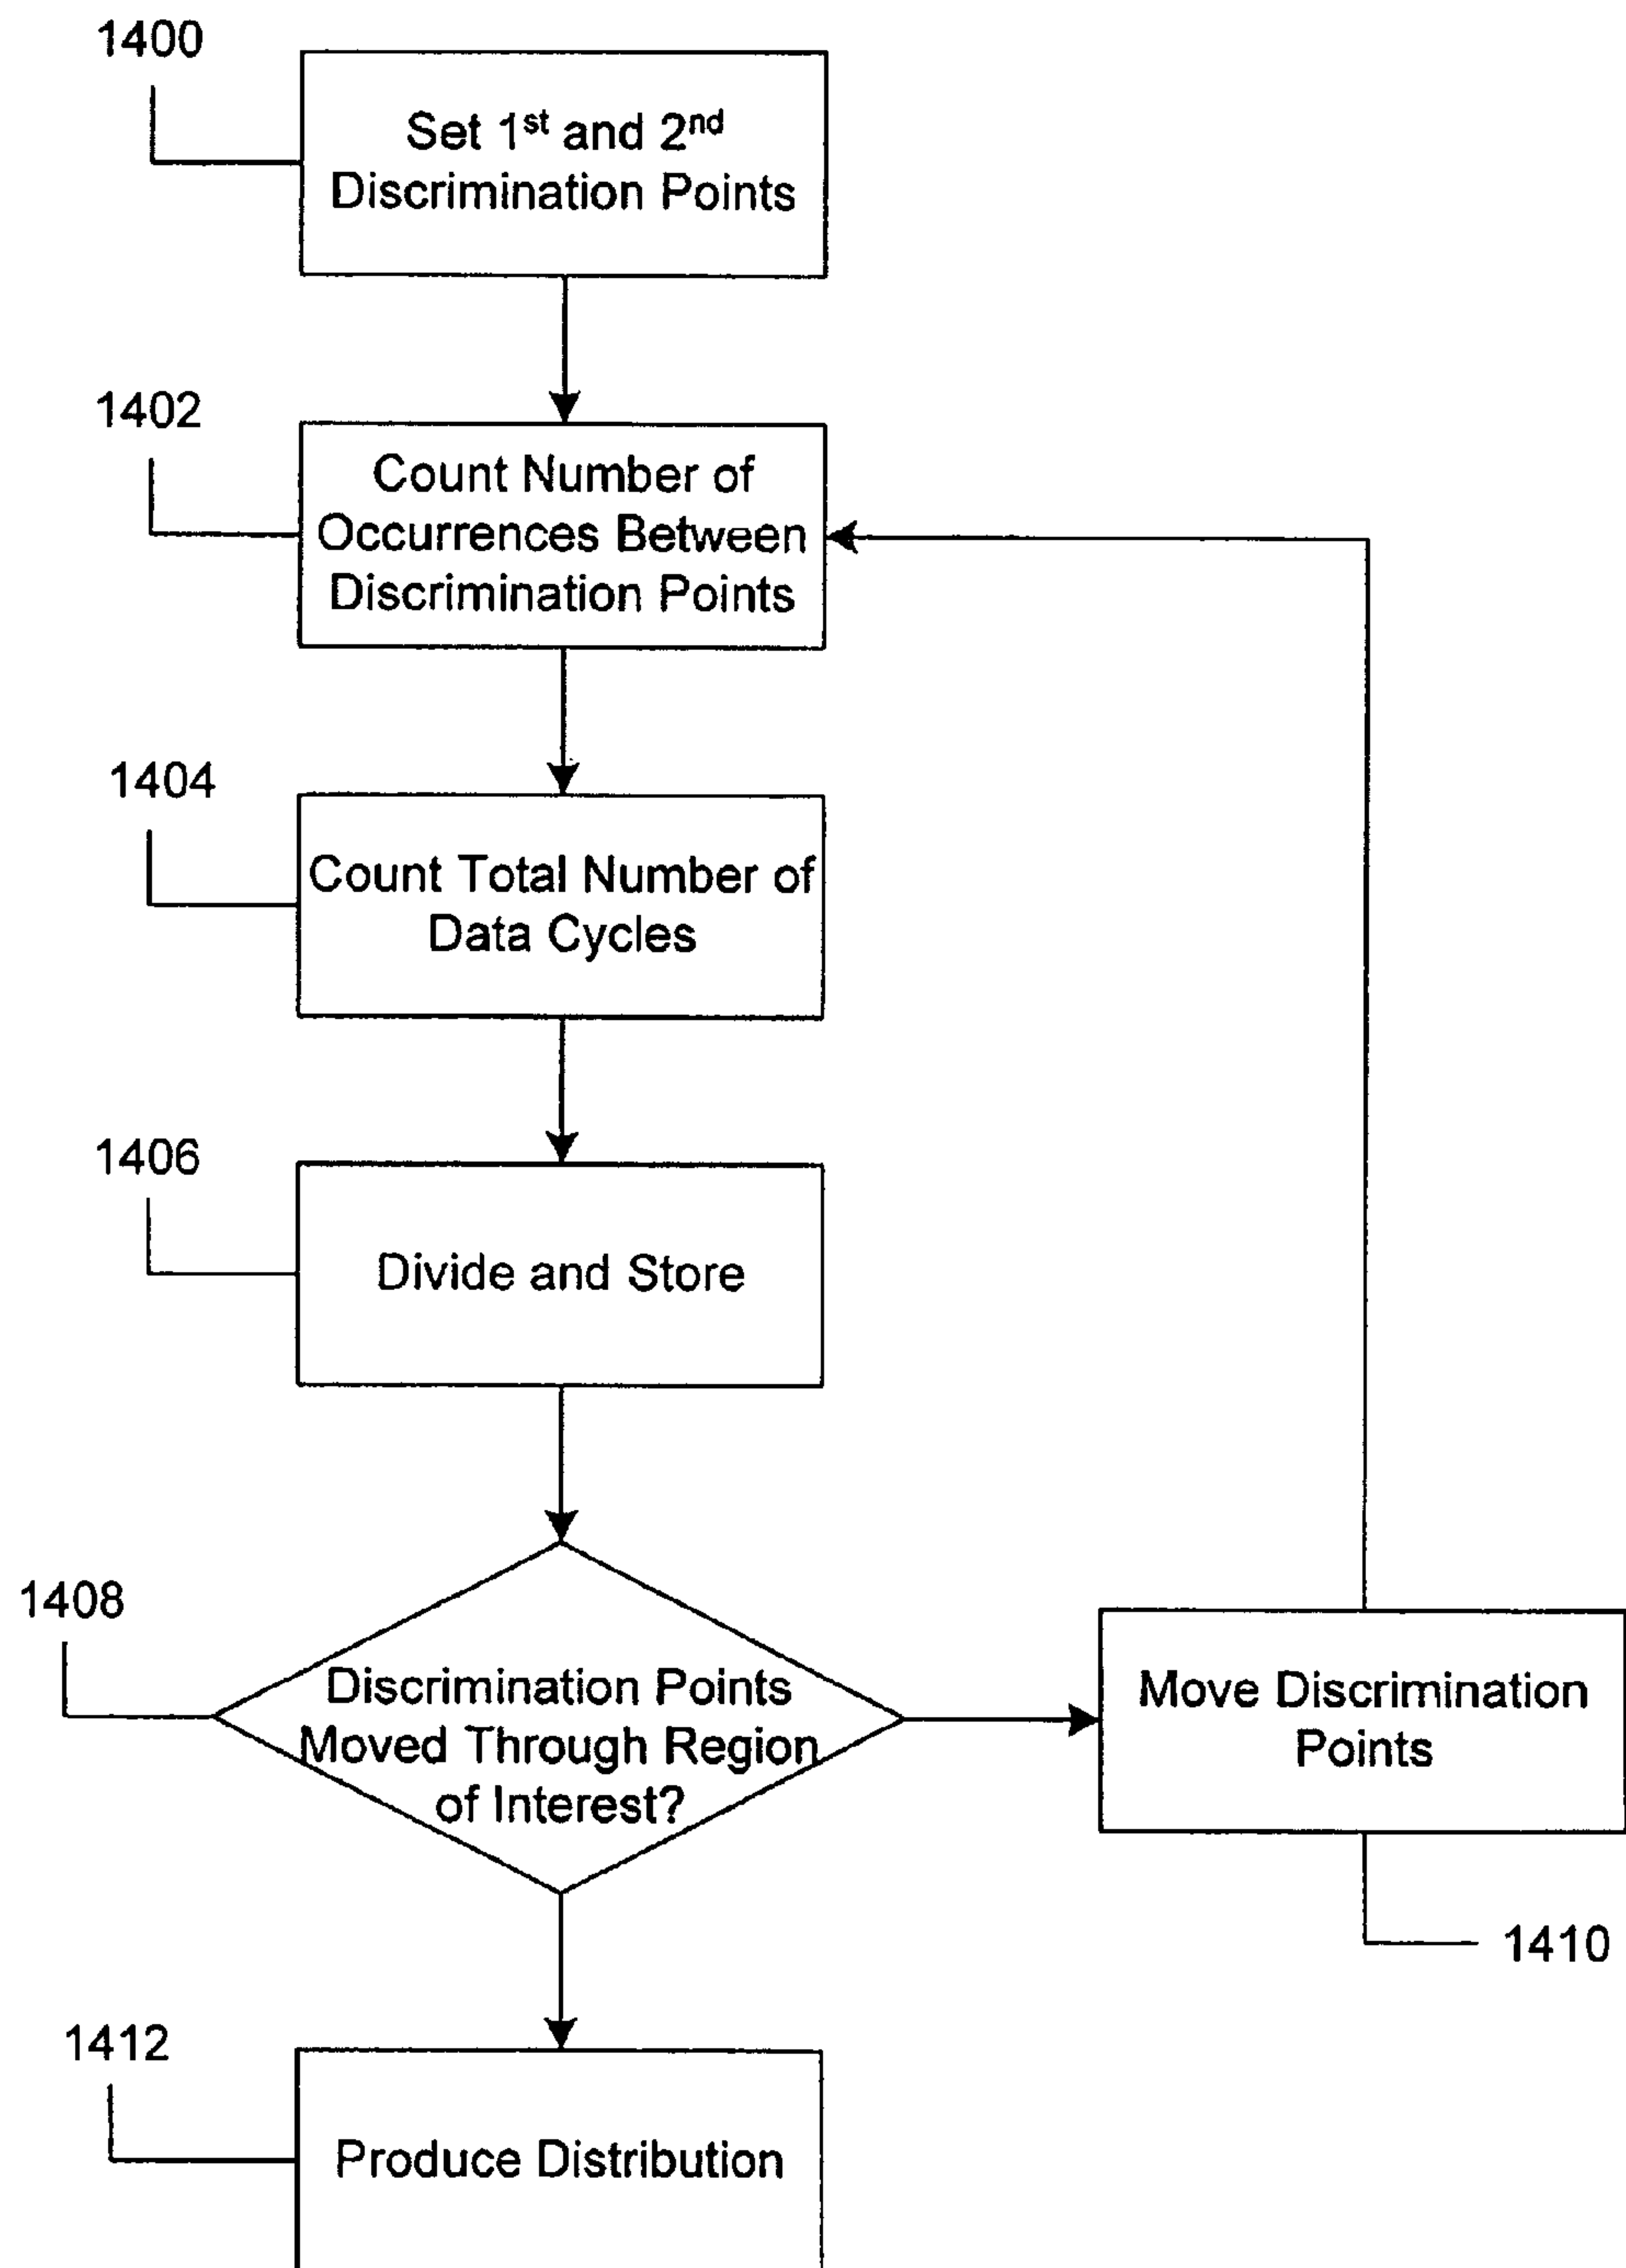 1400
Set 1st and 2nd
Discrimination Points
1402
Count Number of
Occurrences Between
Discrimination Points
1404
Count Total Number of
Data Cycles
1406
Divide and Store
1408
Discrimination Points
Moved Through Region
of Interest?
Move Discrimination
Points
1410
1412
Produce Distribution